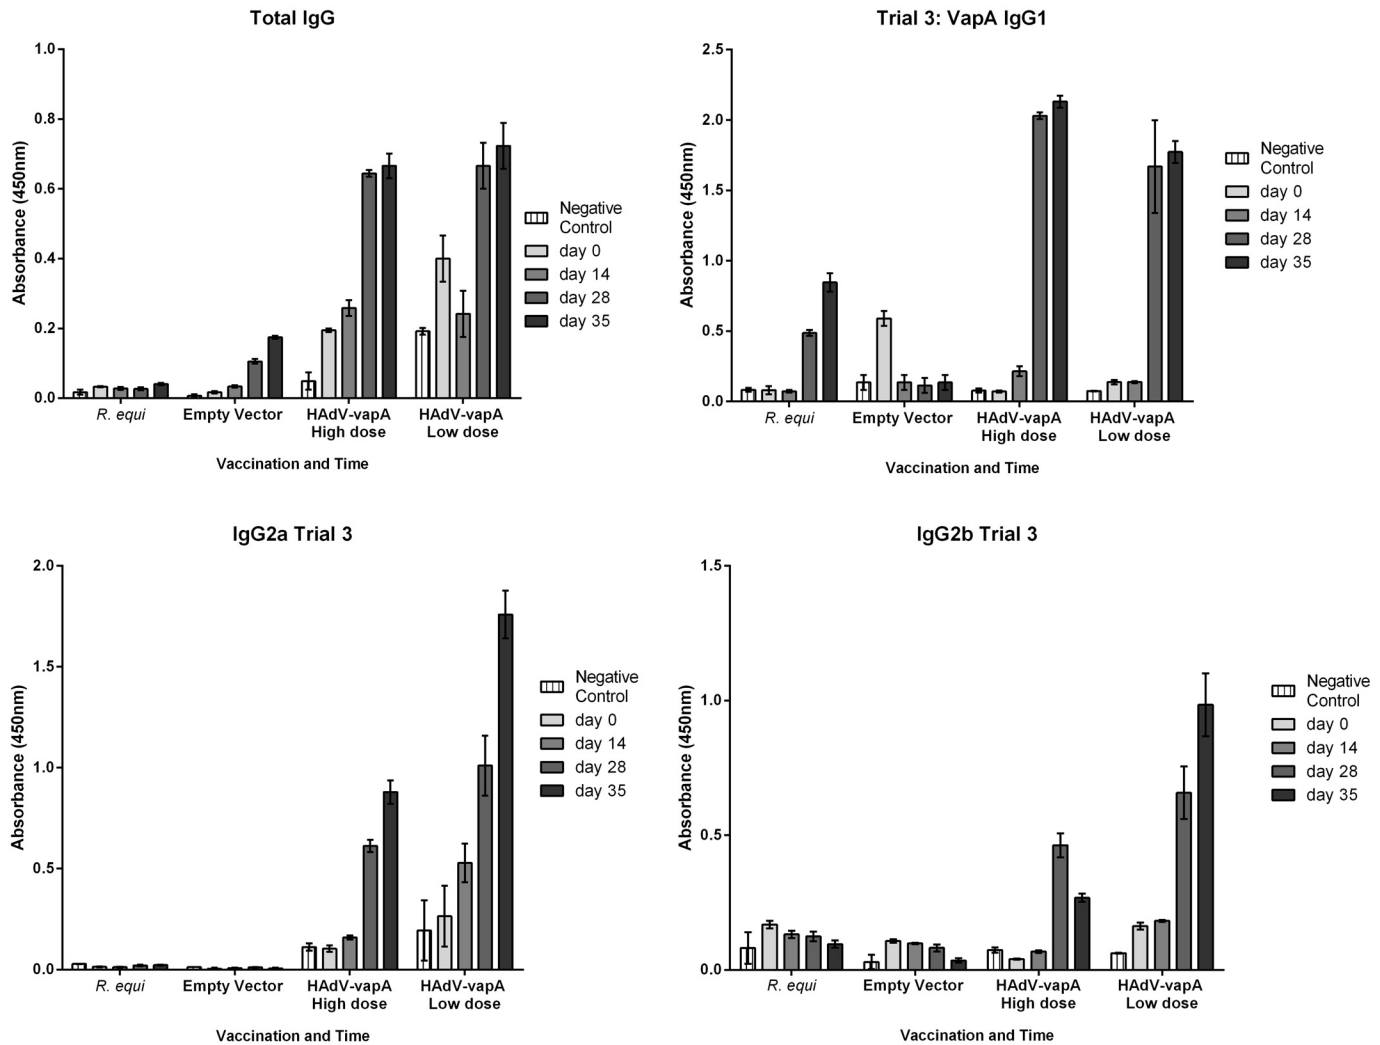 Total IgG
1.0
0.8
0.6
0.4
0.2
0.0
Absorbance (450nm)
R. equi
Empty Vector
HAdV-vapA
High dose
HAdV-vapA
Low dose
Vaccination and Time
Negative
Control
day 0
day 14
day 28
day 35
Trial 3: VapA IgG1
2.5
2.0
1.5
1.0
0.5
0.0
Absorbance (450nm)
R. equi
Empty Vector
HAdV-vapA
High dose
HAdV-vapA
Low dose
Vaccination and Time
Negative
Control
day 0
day 14
day 28
day 35
IgG2a Trial 3
2.0
1.5
1.0
0.5
0.0
Absorbance (450nm)
R. equi
Empty Vector
HAdV-vapA
High dose
HAdV-vapA
Low dose
Vaccination and Time
Negative
Control
day 0
day 14
day 28
day 35
IgG2b Trial 3
1.5
1.0
0.5
0.0
Absorbance (450nm)
R. equi
Empty Vector
HAdV-vapA
High dose
HAdV-vapA
Low dose
Vaccination and Time
Negative
Control
day 0
day 14
day 28
day 35